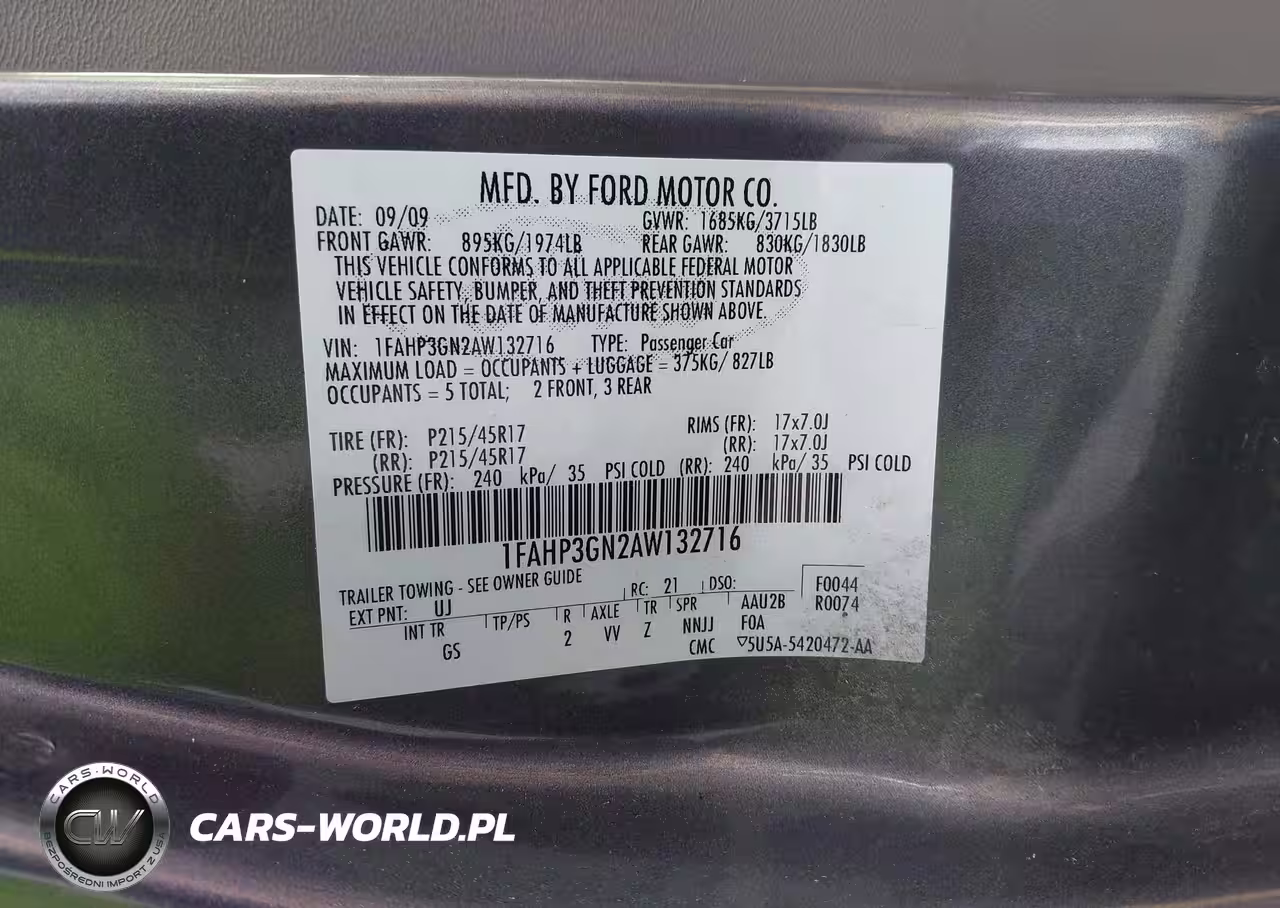 MFD. BY FORD MOTOR CO.
DATE: 09/09 GVWR: 1685KG/3715LB
FRONT GAWR: 895KG/1974LB REAR GAWR: 830KG/1830LB
THIS VEHICLE CONFORMS TO ALL APPLICABLE FEDERAL MOTOR
VEHICLE SAFETY, BUMPER, AND THEFT PREVENTION STANDARDS
IN EFFECT ON THE DATE OF MANUFACTURE SHOWN ABOVE.
VIN: 1FAHP3GN2AW132716 TYPE: Passenger Car
MAXIMUM LOAD = OCCUPANTS + LUGGAGE = 375KG/ 827LB
OCCUPANTS = 5 TOTAL; 2 FRONT, 3 REAR
TIRE (FR): P215/45R17 RIMS (FR): 17x7.0J
(RR): P215/45R17 (RR): 17x7.0J
PRESSURE (FR): 240 kPa/ 35 PSI COLD (RR): 240 kPa/ 35 PSI COLD
1FAHP3GN2AW132716
TRAILER TOWING - SEE OWNER GUIDE RC: 21 DSO: F0044
EXT PNT: UJ AAU2B R0074
INT TR TP/PS R AXLE TR SPR F0A
GS 2 VV Z NNJJ
CMC ▽5U5A-5420472-AA
CARS-WORLD
CW
BEZPOŚREDNI IMPORT Z USA
CARS-WORLD.PL